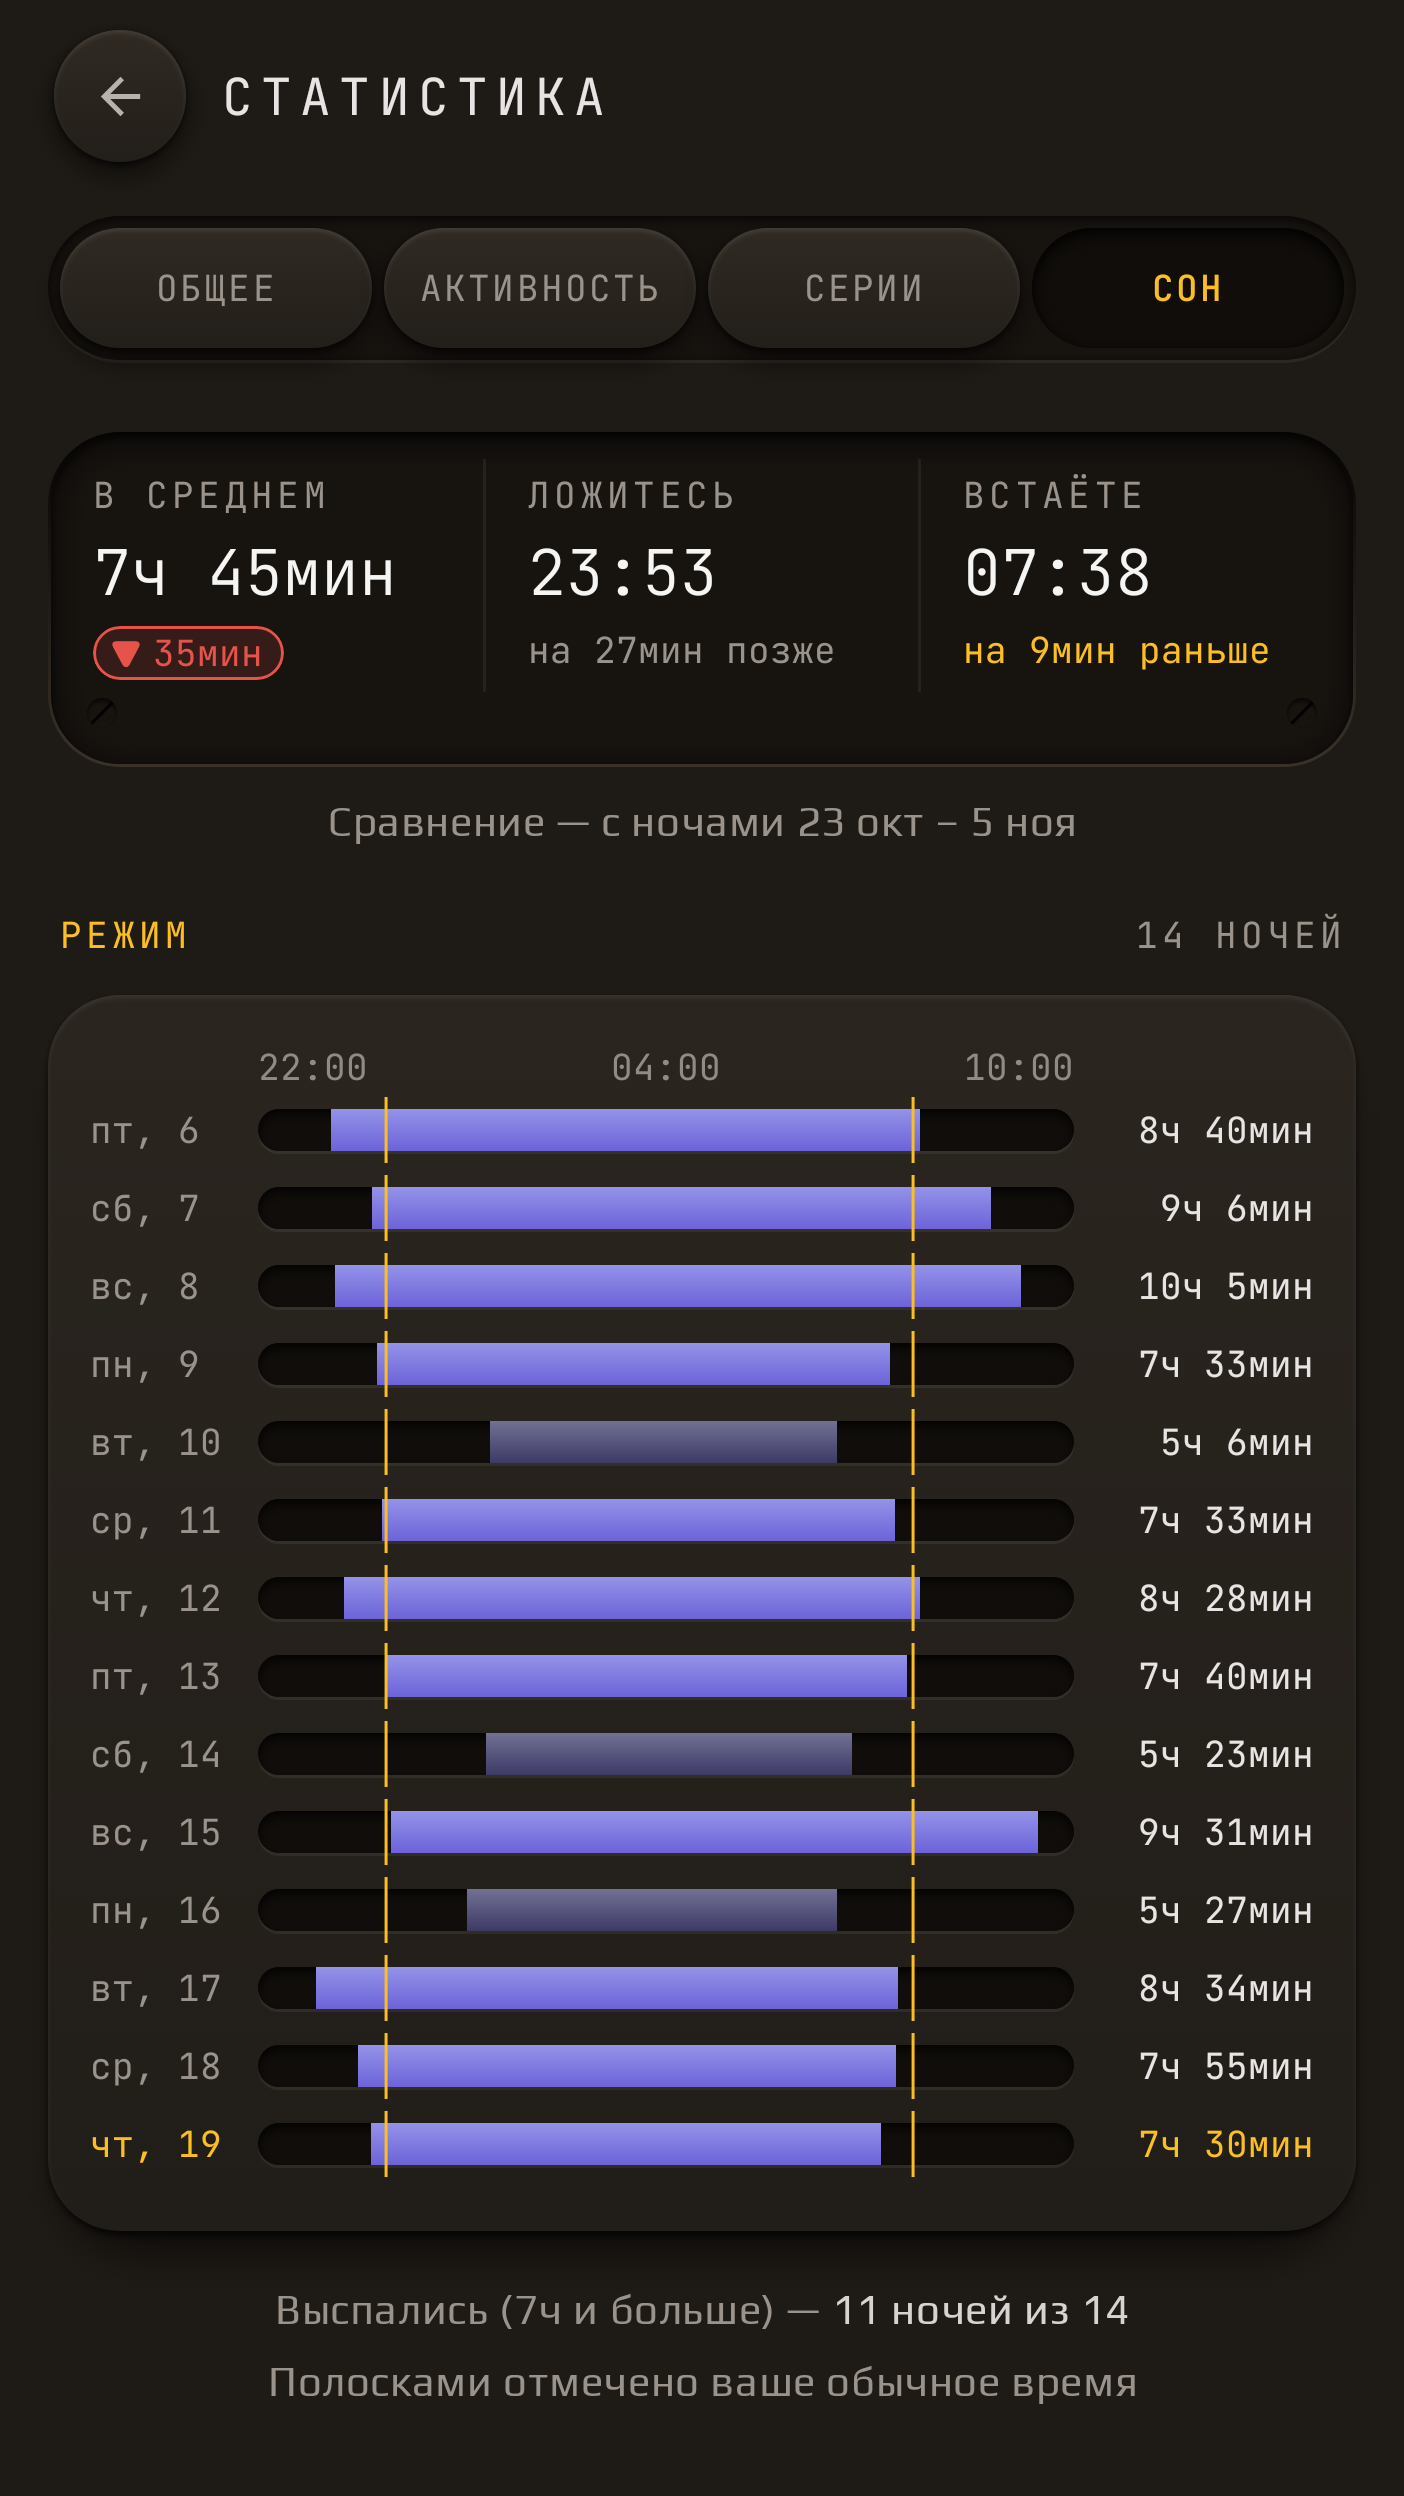 СТАТИСТИКА
ОБЩЕЕ АКТИВНОСТЬ СЕРИИ СОН
В СРЕДНЕМ ЛОЖИТЕСЬ ВСТАЁТЕ
7ч 45мин 23:53 07:38
▼ 35мин на 27мин позже на 9мин раньше
Сравнение — с ночами 23 окт – 5 ноя
РЕЖИМ 14 НОЧЕЙ
22:00 04:00 10:00
пт, 6 8ч 40мин
сб, 7 9ч 6мин
вс, 8 10ч 5мин
пн, 9 7ч 33мин
вт, 10 5ч 6мин
ср, 11 7ч 33мин
чт, 12 8ч 28мин
пт, 13 7ч 40мин
сб, 14 5ч 23мин
вс, 15 9ч 31мин
пн, 16 5ч 27мин
вт, 17 8ч 34мин
ср, 18 7ч 55мин
чт, 19 7ч 30мин
Выспались (7ч и больше) — 11 ночей из 14
Полосками отмечено ваше обычное время